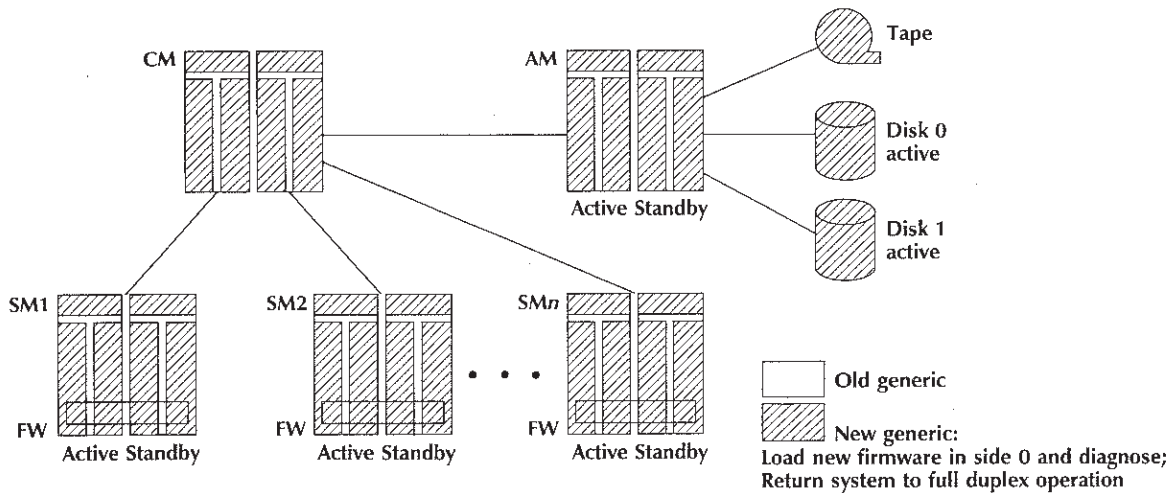 CM
AM
Tape
Disk 0
active
Active Standby
Disk 1
active
SM1
SM2
SMn
Old generic
FW
FW
FW
New generic:
Active Standby
Active Standby
Active Standby
Load new firmware in side 0 and diagnose;
Return system to full duplex operation